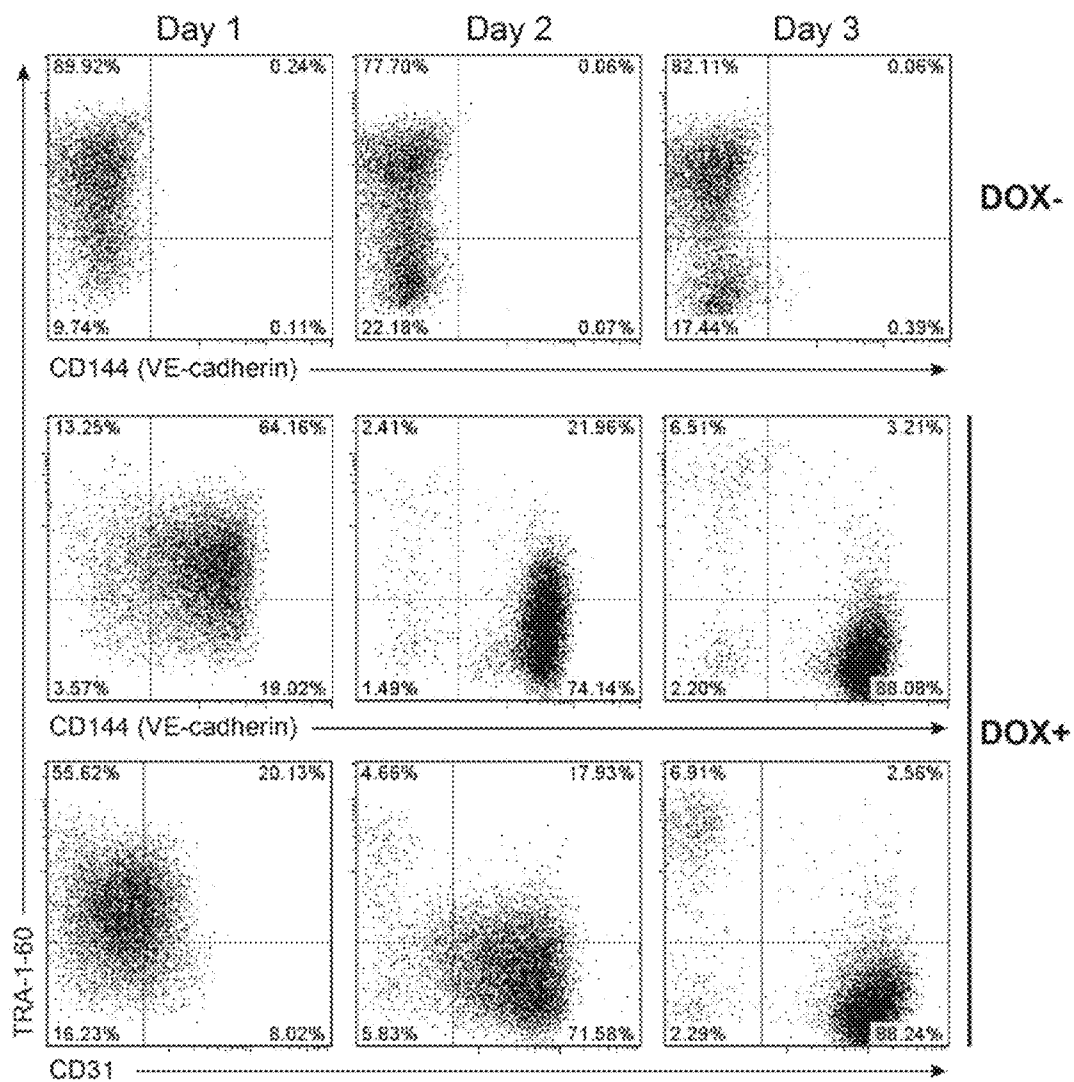 Day 1 Day 2 Day 3
89.92% 0.24% 77.70% 0.06% 82.11% 0.06%
DOX-
9.74% 0.11% 22.18% 0.07% 17.44% 0.39%
CD144 (VE-cadherin)
13.25% 64.16% 2.41% 21.96% 6.51% 3.21%
3.57% 19.02% 1.49% 74.14% 2.20% 88.08%
CD144 (VE-cadherin)
DOX+
55.62% 20.13% 4.66% 17.93% 6.91% 2.56%
16.23% 8.02% 5.83% 71.58% 2.29% 88.24%
TRA-1-60
CD31